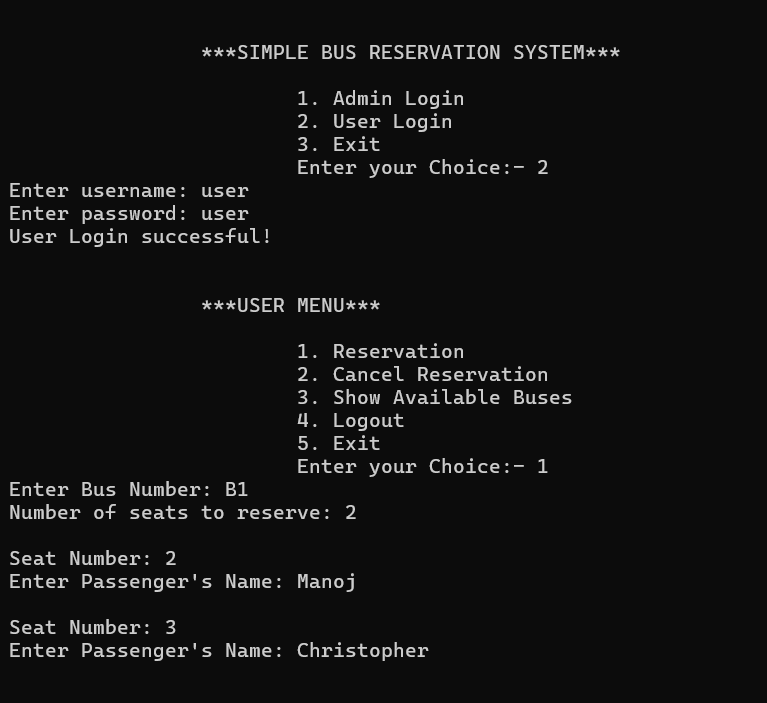 ***SIMPLE BUS RESERVATION SYSTEM***
1. Admin Login
2. User Login
3. Exit
Enter your Choice:- 2
Enter username: user
Enter password: user
User Login successful!
***USER MENU***
1. Reservation
2. Cancel Reservation
3. Show Available Buses
4. Logout
5. Exit
Enter your Choice:- 1
Enter Bus Number: B1
Number of seats to reserve: 2
Seat Number: 2
Enter Passenger's Name: Manoj
Seat Number: 3
Enter Passenger's Name: Christopher